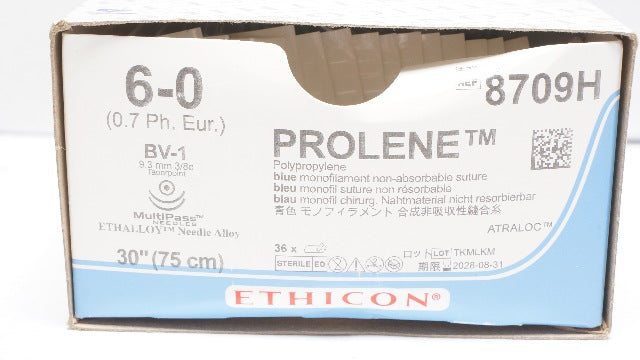 6-0
(0.7 Ph. Eur.)
BV-1
9.3 mm 3/8c
Taperpoint
MultiPass™
NEEDLES
ETHALLOY™ Needle Alloy
30" (75 cm)
REF 8709H
PROLENE™
Polypropylene
blue monofilament non-absorbable suture
bleu monofil suture non résorbable
blau monofil chirurg. Nahtmaterial nicht resorbierbar
青色 モノフィラメント 合成非吸収性縫合糸
ATRALOC™
36 x
STERILE EO
ロット LOT TKMLKM
期限 2028-08-31
ETHICON®